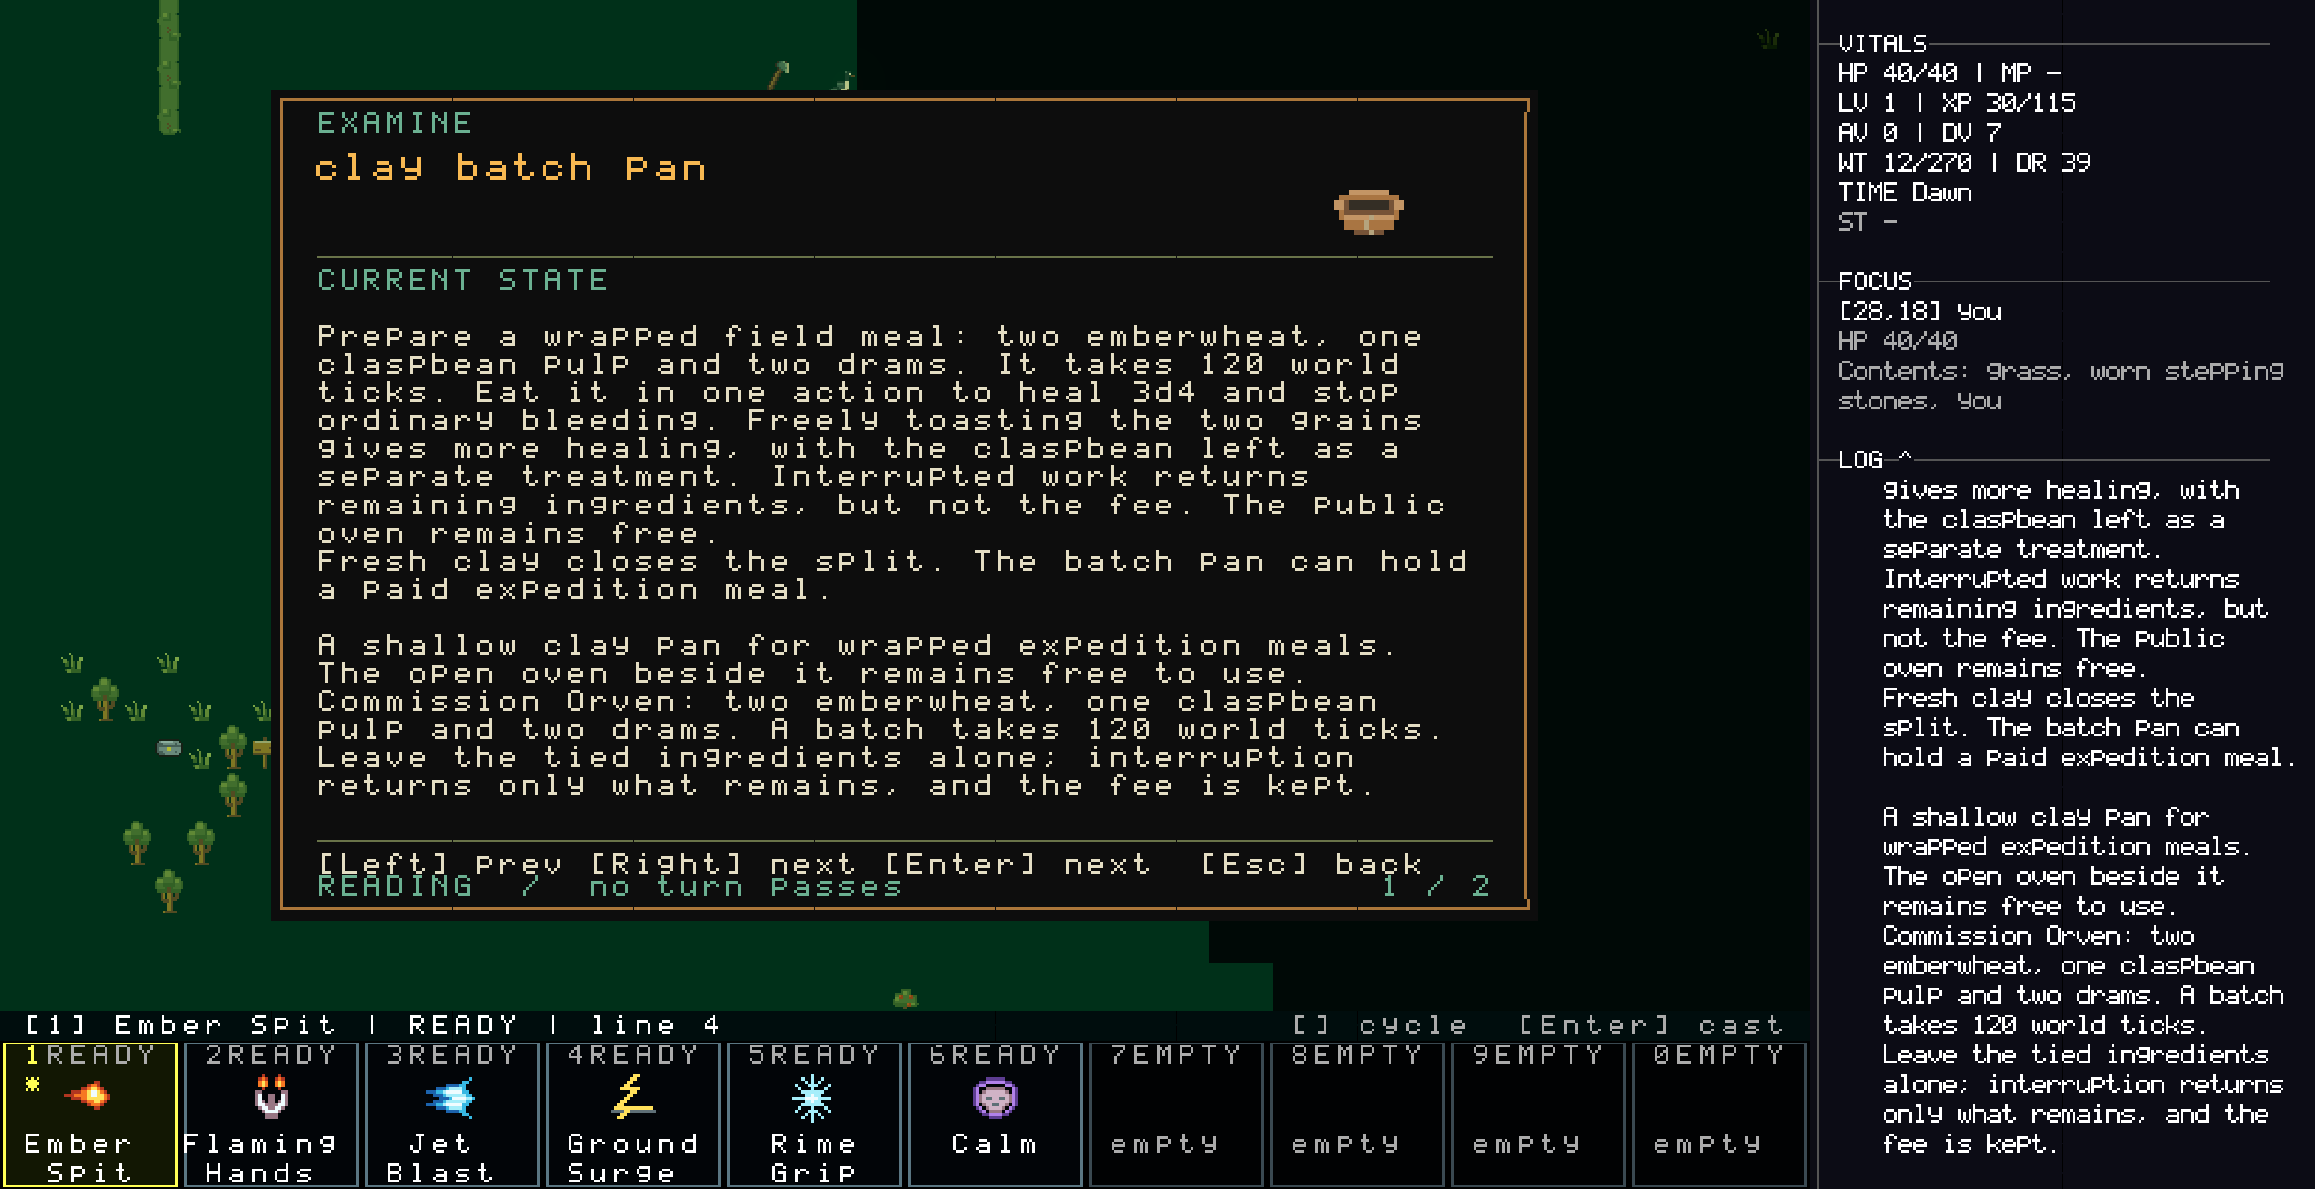 EXAMINE
clay batch pan
CURRENT STATE
Prepare a wrapped field meal: two emberwheat, one
claspbean pulp and two drams. It takes 120 world
ticks. Eat it in one action to heal 3d4 and stop
ordinary bleeding. Freely toasting the two grains
gives more healing, with the claspbean left as a
separate treatment. Interrupted work returns
remaining ingredients, but not the fee. The public
oven remains free.
Fresh clay closes the split. The batch pan can hold
a paid expedition meal.
A shallow clay pan for wrapped expedition meals.
The open oven beside it remains free to use.
Commission Orven: two emberwheat, one claspbean
pulp and two drams. A batch takes 120 world ticks.
Leave the tied ingredients alone; interruption
returns only what remains, and the fee is kept.
[Left] prev [Right] next [Enter] next [Esc] back
READING / no turn passes 1 / 2
[1] Ember Spit | READY | line 4 [] cycle [Enter] cast
1READY 2READY 3READY 4READY 5READY 6READY 7EMPTY 8EMPTY 9EMPTY 0EMPTY
Ember Spit
Flaming Hands
Jet Blast
Ground Surge
Rime Grip
Calm
empty
empty
empty
empty
VITALS
HP 40/40 | MP -
LV 1 | XP 30/115
AV 0 | DV 7
WT 12/270 | DR 39
TIME Dawn
ST -
FOCUS
[28,18] you
HP 40/40
Contents: grass, worn stepping
stones, you
LOG ^
gives more healing, with
the claspbean left as a
separate treatment.
Interrupted work returns
remaining ingredients, but
not the fee. The public
oven remains free.
Fresh clay closes the
split. The batch pan can
hold a paid expedition meal.
A shallow clay pan for
wrapped expedition meals.
The open oven beside it
remains free to use.
Commission Orven: two
emberwheat, one claspbean
pulp and two drams. A batch
takes 120 world ticks.
Leave the tied ingredients
alone; interruption returns
only what remains, and the
fee is kept.